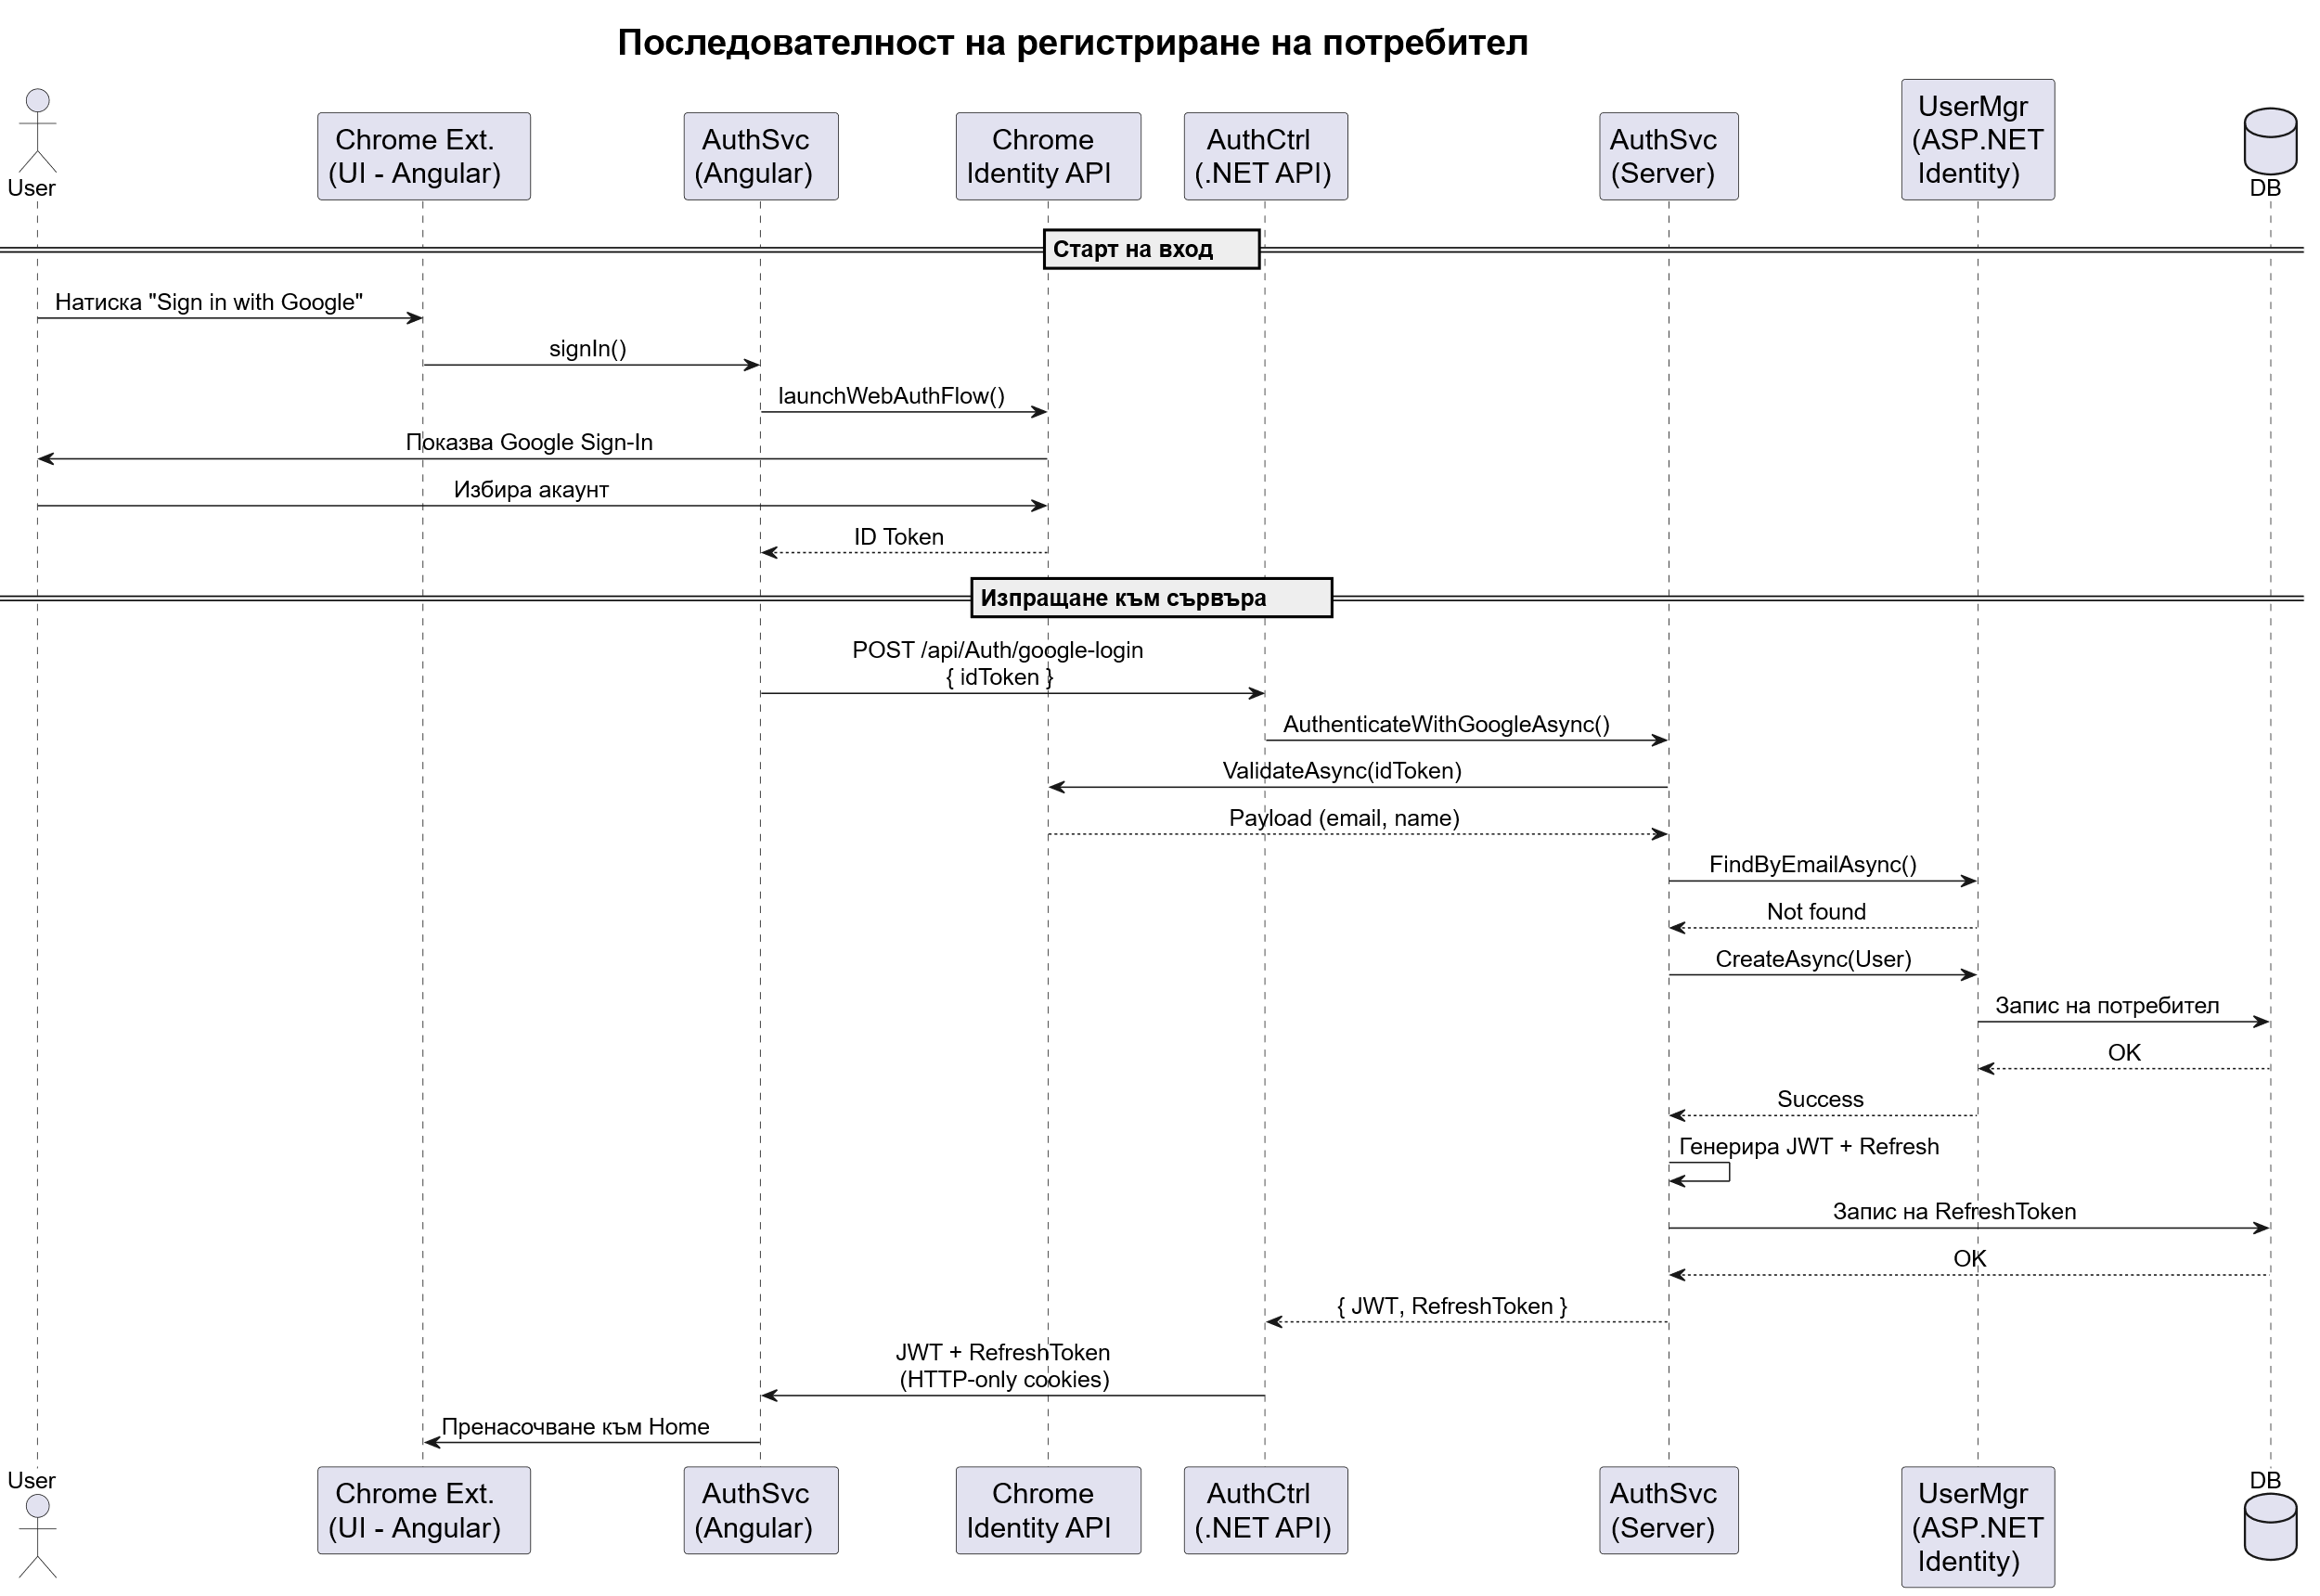 Последователност на регистриране на потребител
User
Chrome Ext.
(UI - Angular)
AuthSvc
(Angular)
Chrome
Identity API
AuthCtrl
(.NET API)
AuthSvc
(Server)
UserMgr
(ASP.NET
Identity)
DB
Старт на вход
Натиска "Sign in with Google"
signIn()
launchWebAuthFlow()
Показва Google Sign-In
Избира акаунт
ID Token
Изпращане към сървъра
POST /api/Auth/google-login
{ idToken }
AuthenticateWithGoogleAsync()
ValidateAsync(idToken)
Payload (email, name)
FindByEmailAsync()
Not found
CreateAsync(User)
Запис на потребител
OK
Success
Генерира JWT + Refresh
Запис на RefreshToken
OK
{ JWT, RefreshToken }
JWT + RefreshToken
(HTTP-only cookies)
Пренасочване към Home
User
Chrome Ext.
(UI - Angular)
AuthSvc
(Angular)
Chrome
Identity API
AuthCtrl
(.NET API)
AuthSvc
(Server)
UserMgr
(ASP.NET
Identity)
DB